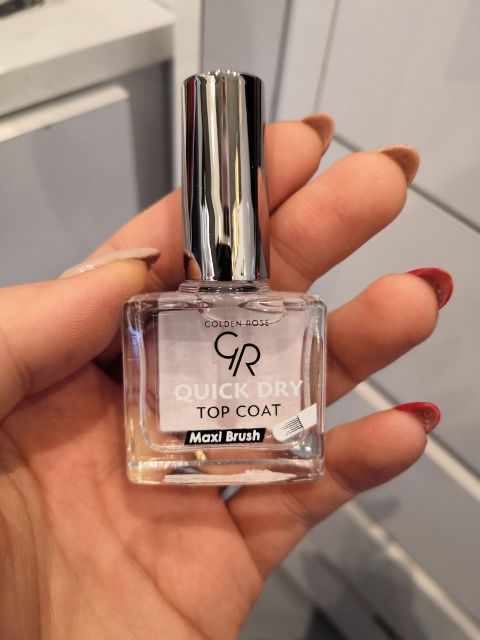 GOLDEN ROSE
GR
QUICK DRY
TOP COAT
Maxi Brush